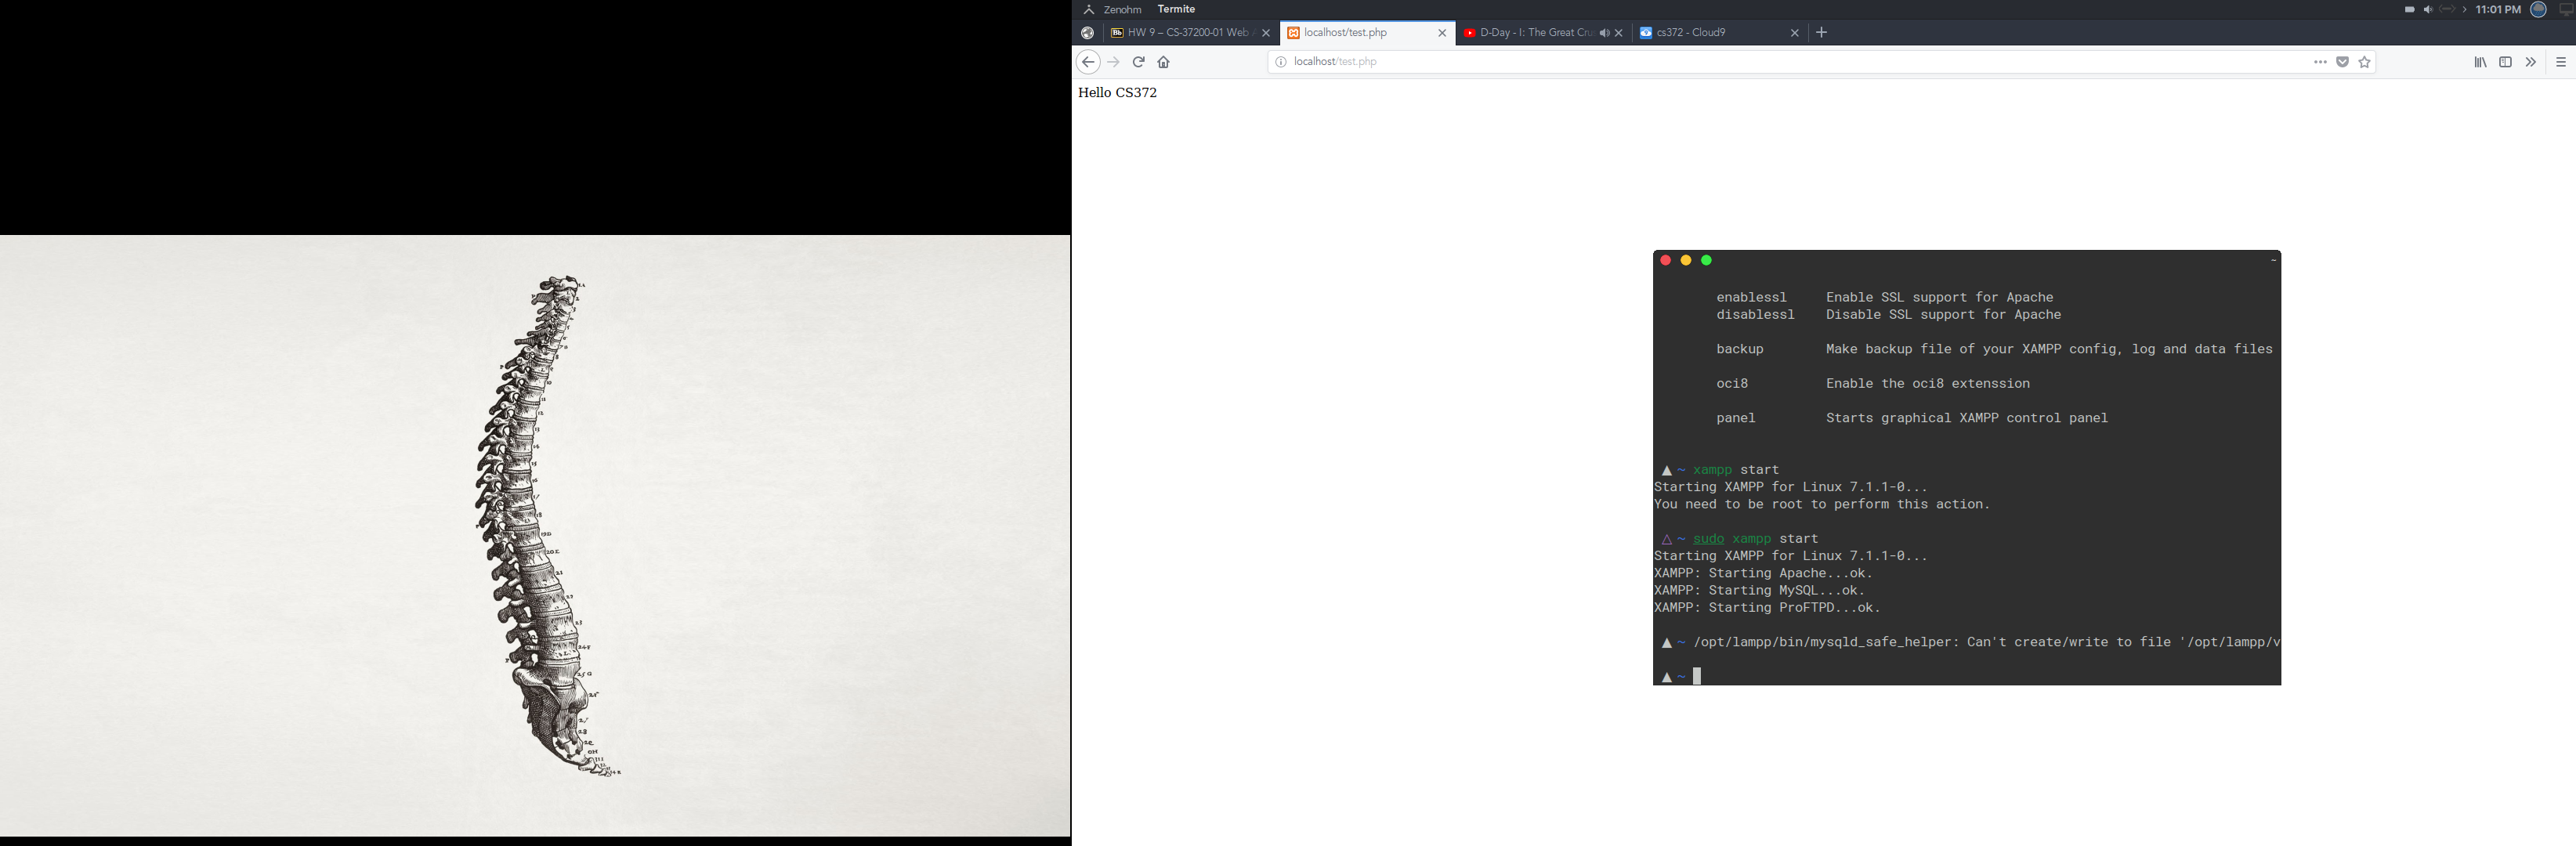 Zenohm Termite
11:01 PM
HW 9 – CS-37200-01 Web
localhost/test.php
D-Day - I: The Great Cru
cs372 - Cloud9
localhost/test.php
Hello CS372
~
enablessl Enable SSL support for Apache
disablessl Disable SSL support for Apache
backup Make backup file of your XAMPP config, log and data files
oci8 Enable the oci8 extenssion
panel Starts graphical XAMPP control panel
▲ ~ xampp start
Starting XAMPP for Linux 7.1.1-0...
You need to be root to perform this action.
△ ~ sudo xampp start
Starting XAMPP for Linux 7.1.1-0...
XAMPP: Starting Apache...ok.
XAMPP: Starting MySQL...ok.
XAMPP: Starting ProFTPD...ok.
▲ ~ /opt/lampp/bin/mysqld_safe_helper: Can't create/write to file '/opt/lampp/v
▲ ~